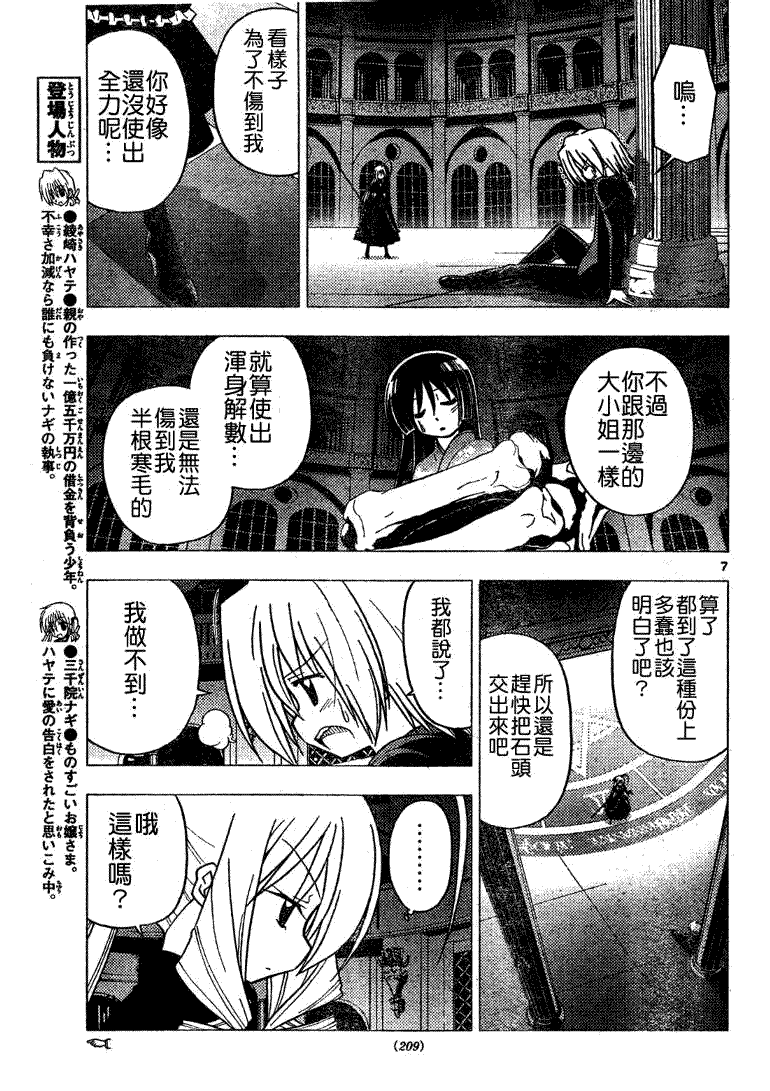 嗚…
看樣子
為了不傷到我
你好像
還沒使出
全力呢…
不過
你跟那邊的
大小姐一樣
就算使出
渾身解數…
還是無法
傷到我
半根寒毛的
7
算了
都到了這種份上
多蠢也該
明白了吧?
所以還是
趕快把石頭
交出來吧
我都說了…
我做不到…
………
哦
這樣嗎?
登場人物
とうじょうじんぶつ
●綾崎ハヤテ●親の作った一億五千万円の借金を背負う少年。
不幸さ加減なら誰にも負けないナギの執事。
●三千院ナギ●ものすごいお嬢さま。
ハヤテに愛の告白をされたと思いこみ中。
(209)